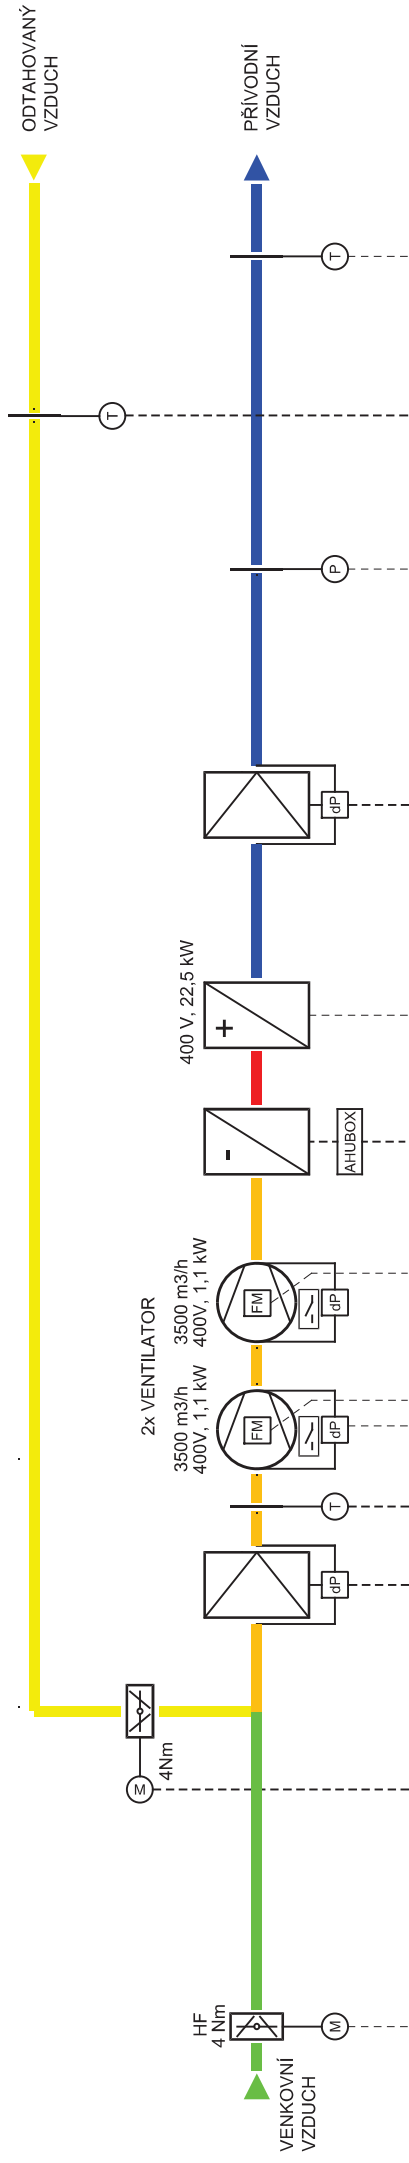 ODTAHOVANÝ
VZDUCH
PŘÍVODNÍ
VZDUCH
T
T
P
dP
400 V, 22,5 kW
+
-
AHUBOX
2x VENTILATOR
3500 m3/h
400V, 1,1 kW
FM
dP
3500 m3/h
400V, 1,1 kW
FM
dP
T
dP
M
4Nm
HF
4 Nm
M
VENKOVNÍ
VZDUCH